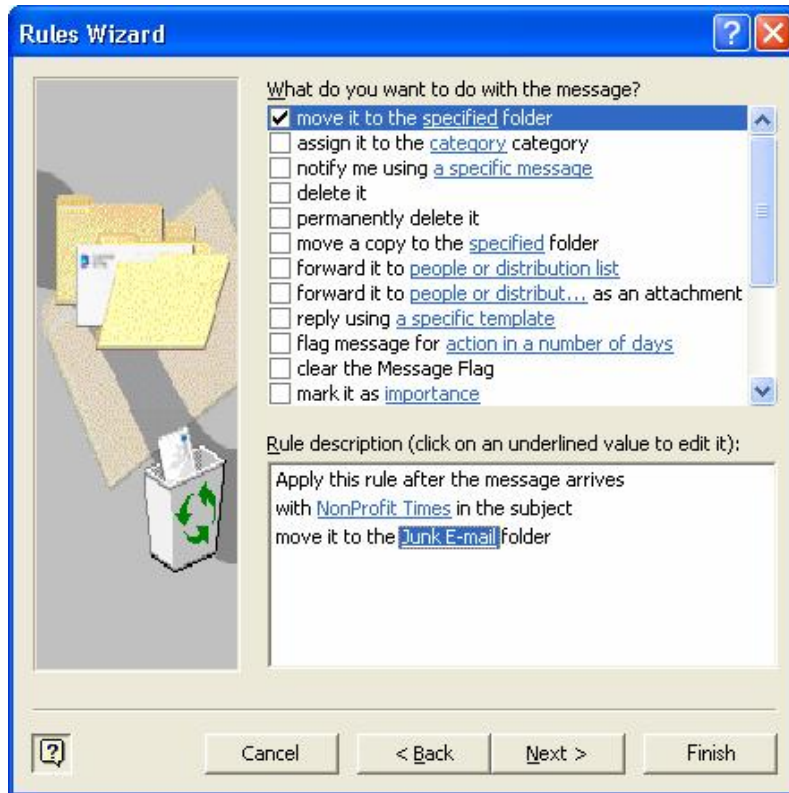 Rules Wizard
What do you want to do with the message?
move it to the specified folder
assign it to the category category
notify me using a specific message
delete it
permanently delete it
move a copy to the specified folder
forward it to people or distribution list
forward it to people or distribut... as an attachment
reply using a specific template
flag message for action in a number of days
clear the Message Flag
mark it as importance
Rule description (click on an underlined value to edit it):
Apply this rule after the message arrives
with NonProfit Times in the subject
move it to the Junk E-mail folder
Cancel < Back Next > Finish